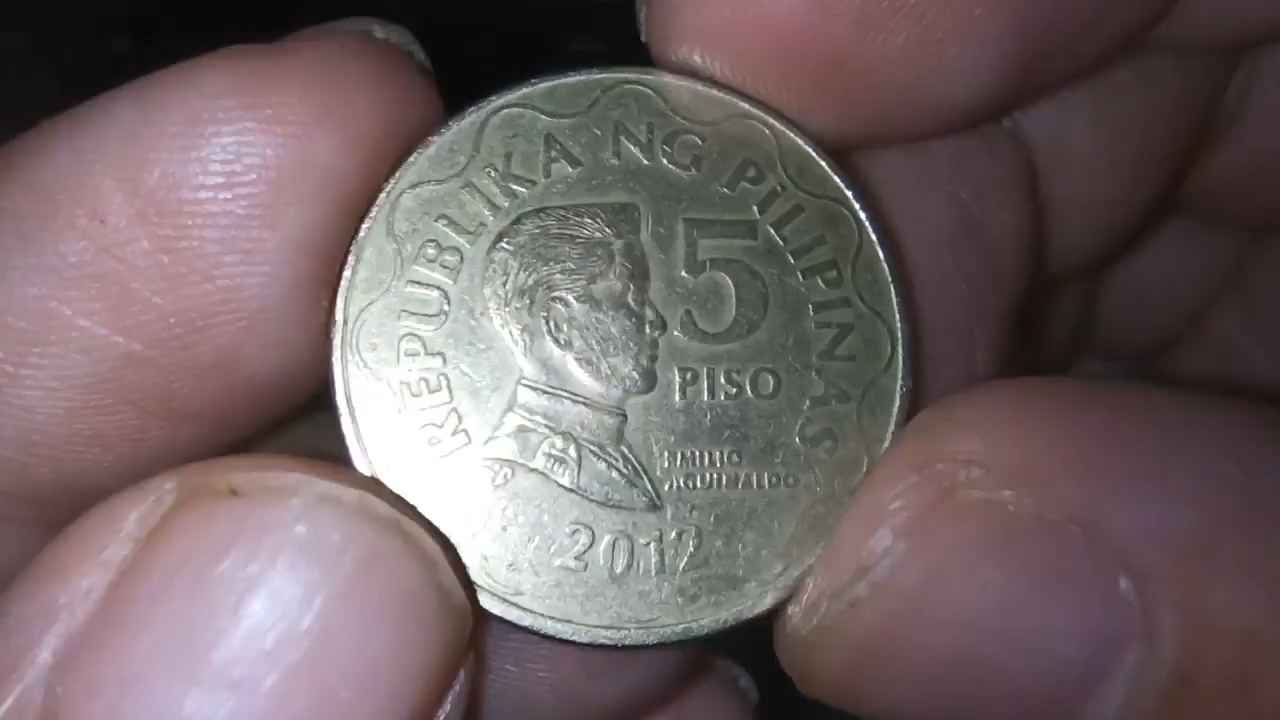 REPUBLIKA NG PILIPINAS
5
PISO
EMILIO
AGUINALDO
2012